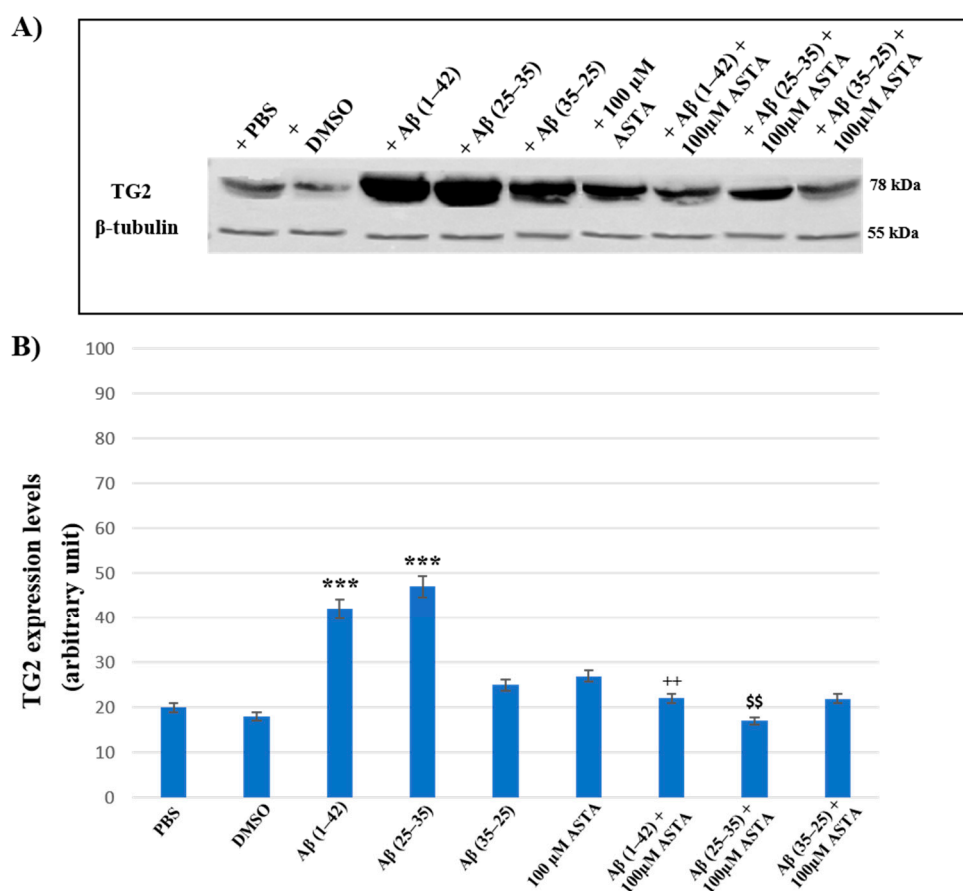 A)
+ PBS
+
DMSO
+ Aβ (1–42)
+ Aβ (25–35)
+ Aβ (35–25)
+ 100 μM
ASTA
+ Aβ (1–42) +
100μM ASTA
+ Aβ (25–35) +
100μM ASTA
+ Aβ (35–25) +
100μM ASTA
TG2
78 kDa
β-tubulin
55 kDa
B)
TG2 expression levels
(arbitrary unit)
100
90
80
70
60
50
40
30
20
10
0
***
***
++
$$
PBS
DMSO
Aβ (1–42)
Aβ (25–35)
Aβ (35–25)
100 μM ASTA
Aβ (1–42) +
100μM ASTA
Aβ (25–35) +
100μM ASTA
Aβ (35–25) +
100μM ASTA